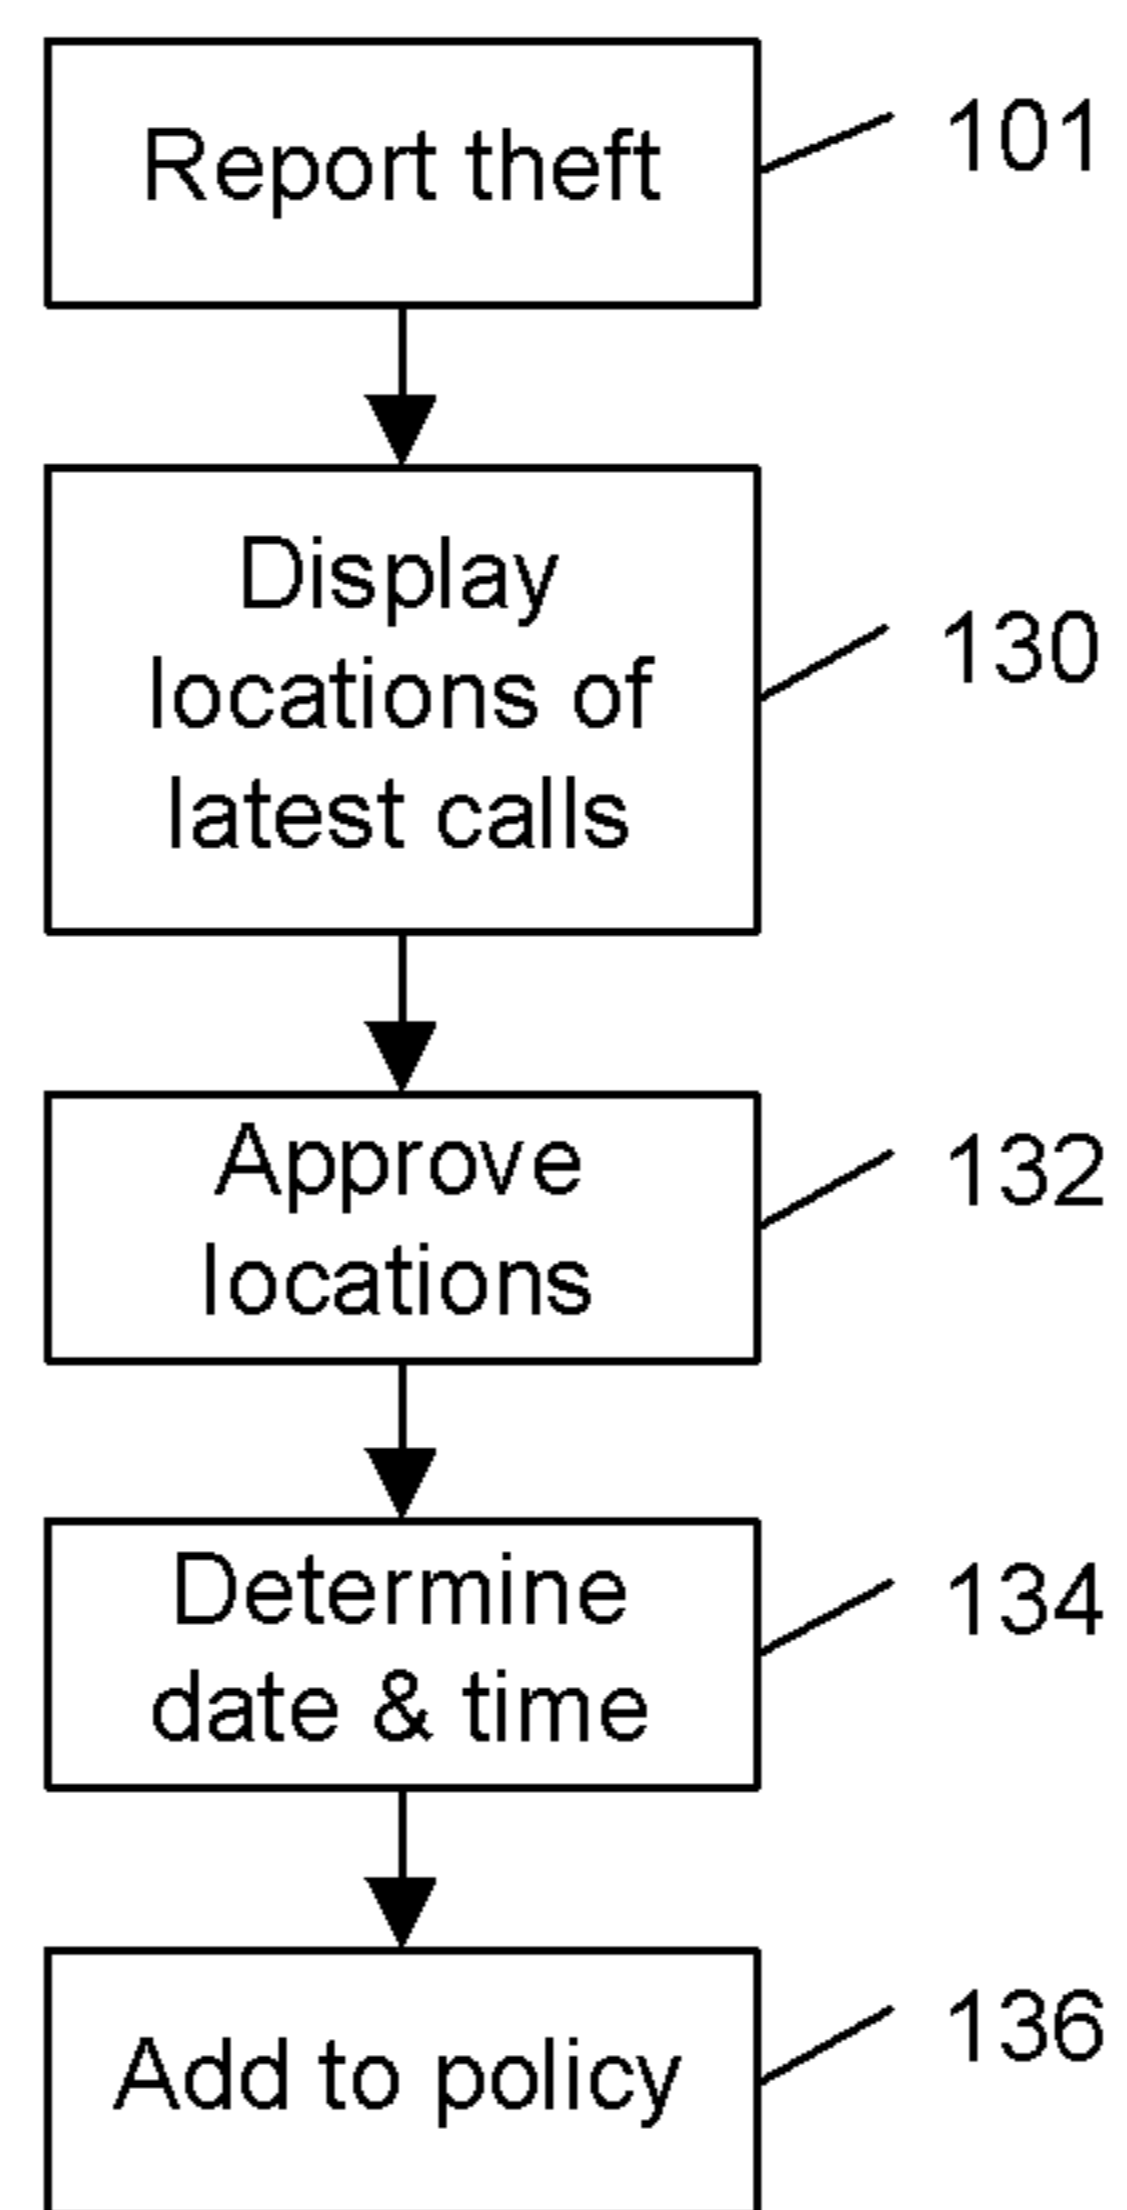 Report theft
101
Display
locations of
latest calls
130
Approve
locations
132
Determine
date & time
134
Add to policy
136